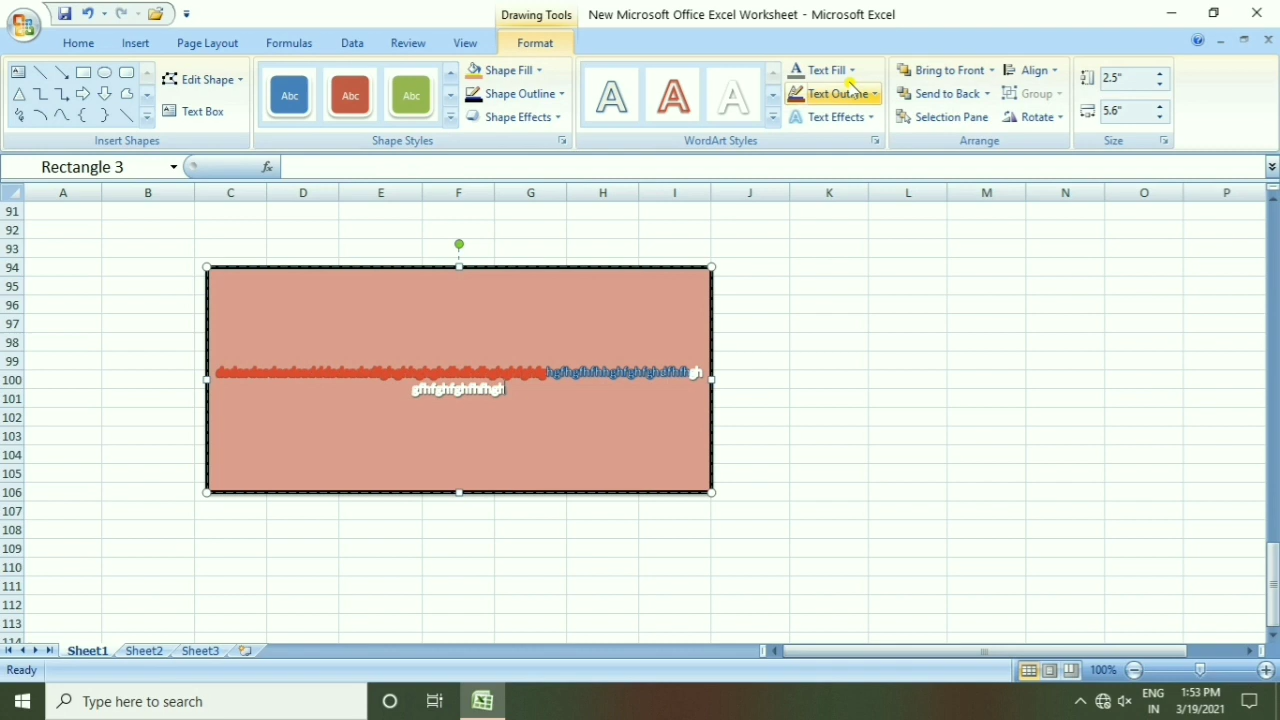 Drawing Tools
New Microsoft Office Excel Worksheet - Microsoft Excel
Home Insert Page Layout Formulas Data Review View Format
Edit Shape
Text Box
Insert Shapes
Abc Abc Abc
Shape Fill
Shape Outline
Shape Effects
Shape Styles
A A A
Text Fill
Text Outline
Text Effects
WordArt Styles
Bring to Front
Send to Back
Selection Pane
Align
Group
Rotate
Arrange
2.5"
5.6"
Size
Rectangle 3 fx
A B C D E F G H I J K L M N O P
91
92
93
94
95
96
97
98
99
100
101
102
103
104
105
106
107
108
109
110
111
112
113
114
Sheet1 Sheet2 Sheet3
Ready 100%
Type here to search
ENG
IN
1:53 PM
3/19/2021